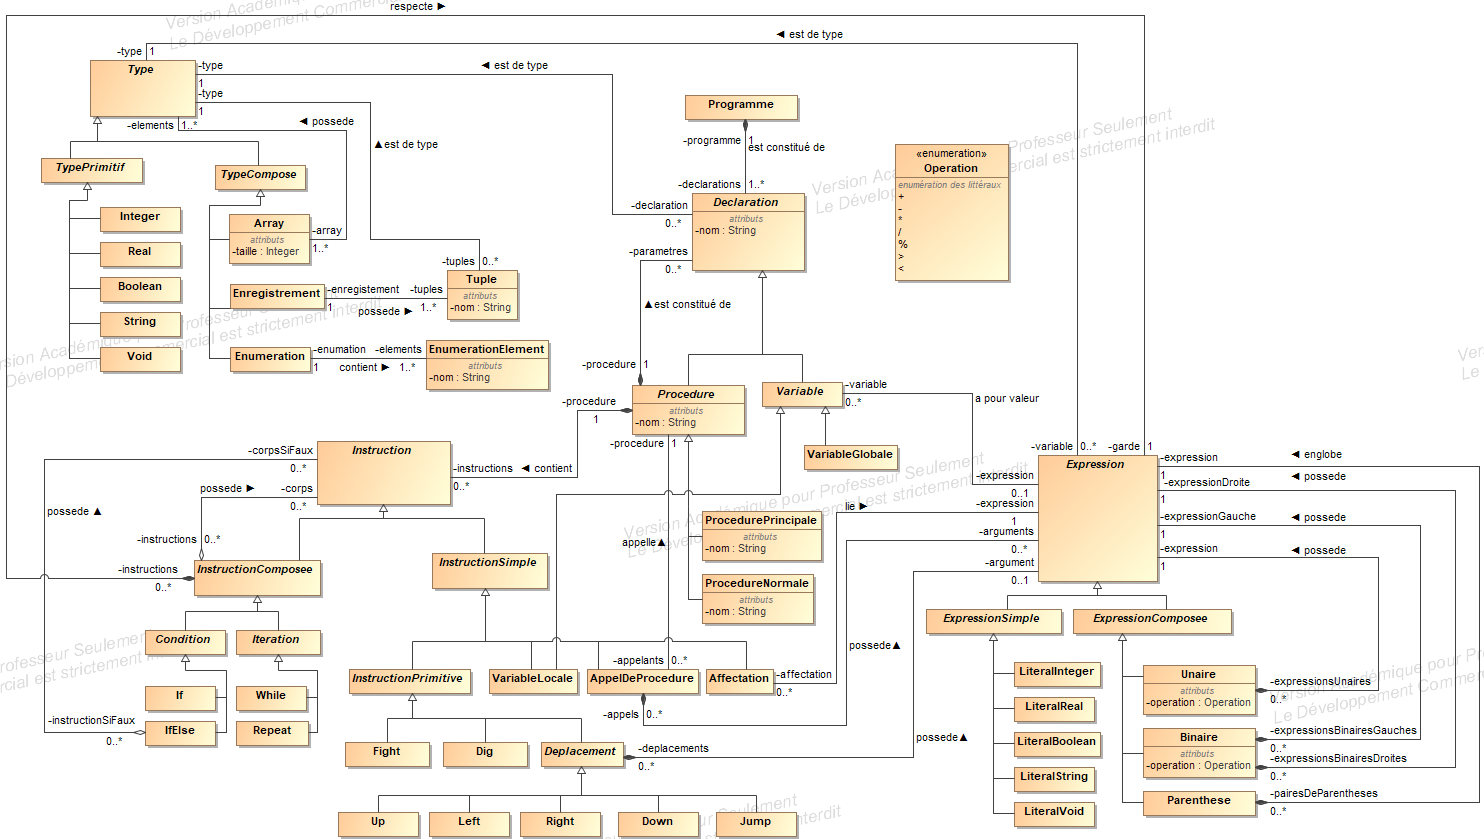 respecte ►
Version Académique
Le Développement Commercial
◄ est de type
-type 1
Type
-type
1
◄ est de type
-type
1
-elements 1..*
◄ possede
▲est de type
TypePrimitif
TypeCompose
Integer
Real
Boolean
String
Void
Array
attributs
-taille : Integer
-array
1..*
Enregistrement
-enregistement
1
-tuples
1..*
possede ►
-tuples 0..*
Tuple
attributs
-nom : String
Enumeration
-enumation
1
-elements
1..*
contient ►
EnumerationElement
attributs
-nom : String
Programme
-programme 1
est constitué de
-declarations 1..*
Declaration
attributs
-nom : String
-declaration
0..*
-parametres
0..*
▲est constitué de
«enumeration»
Operation
enumération des littéraux
+
-
*
/
%
>
<
-procedure 1
Procedure
attributs
-nom : String
-procedure
1
-procedure 1
◄ contient
Variable
-variable
0..*
a pour valeur
VariableGlobale
ProcedurePrincipale
attributs
-nom : String
ProcedureNormale
attributs
-nom : String
appelle▲
Instruction
-corpsSiFaux
0..*
-corps
0..*
possede ►
possede ▲
-instructions
0..*
-instructions 0..*
-instructions
0..*
InstructionComposee
InstructionSimple
Condition
Iteration
If
IfElse
While
Repeat
-instructionSiFaux
0..*
InstructionPrimitive
VariableLocale
-appelants 0..*
AppelDeProcedure
-appels 0..*
Affectation
-affectation
0..*
Fight
Dig
Deplacement
-deplacements
0..*
Up
Left
Right
Down
Jump
-variable 0..*
-garde 1
Expression
-expression
0..1
lie ►
-expression
1
-arguments
0..*
-argument
0..1
possede▲
possede▲
-expression
1
◄ englobe
-expressionDroite
1
◄ possede
-expressionGauche
1
◄ possede
-expression
1
◄ possede
ExpressionSimple
ExpressionComposee
LiteralInteger
LiteralReal
LiteralBoolean
LiteralString
LiteralVoid
Unaire
attributs
-operation : Operation
-expressionsUnaires
0..*
Binaire
attributs
-operation : Operation
-expressionsBinairesGauches
0..*
-expressionsBinairesDroites
0..*
Parenthese
-pairesDeParentheses
0..*